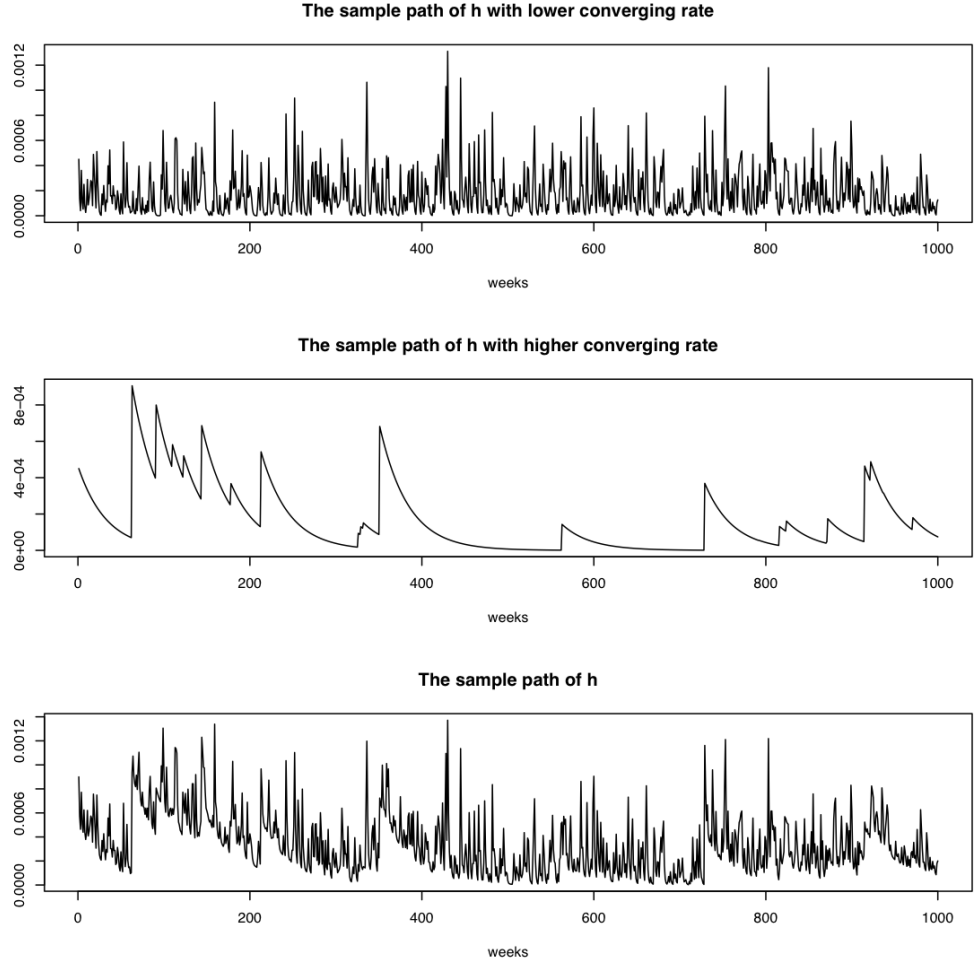 The sample path of h with lower converging rate
0.0012
0.0006
0.0000
0 200 400 600 800 1000
weeks
The sample path of h with higher converging rate
8e−04
4e−04
0e+00
0 200 400 600 800 1000
weeks
The sample path of h
0.0012
0.0006
0.0000
0 200 400 600 800 1000
weeks